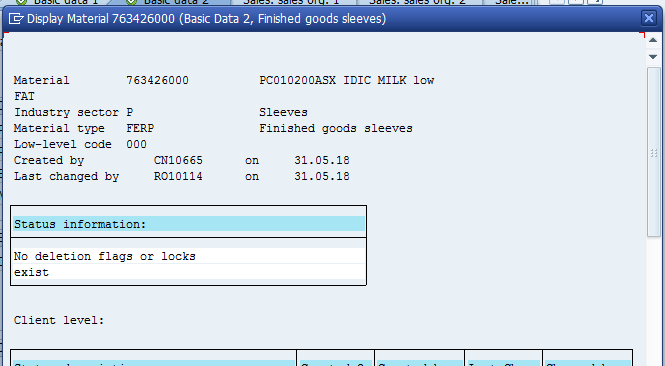 Basic data 1 Basic data 2 Sales: sales org. 1 Sales: sales org. 2 Sale...
Display Material 763426000 (Basic Data 2, Finished goods sleeves)
Material 763426000 PC010200ASX IDIC MILK low
FAT
Industry sector P Sleeves
Material type FERP Finished goods sleeves
Low-level code 000
Created by CN10665 on 31.05.18
Last changed by RO10114 on 31.05.18
Status information:
No deletion flags or locks
exist
Client level: